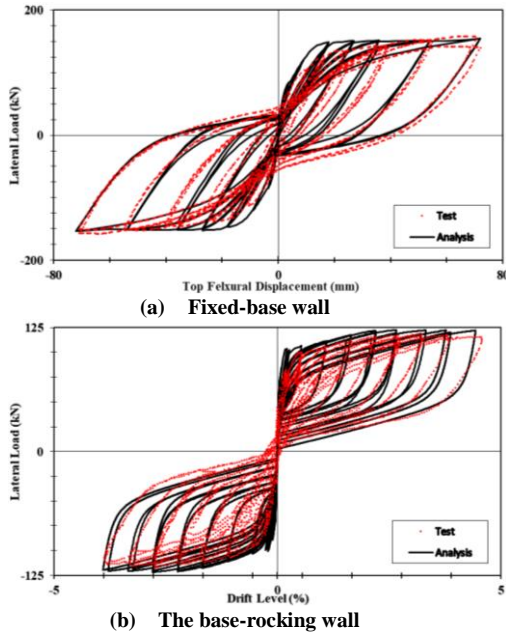 200
Lateral Load (kN)
0
Test
Analysis
-200
-80 0 80
Top Felxural Displacement (mm)
(a) Fixed-base wall
125
Lateral Load (kN)
0
Test
Analysis
-125
-5 0 5
Drift Level (%)
(b) The base-rocking wall